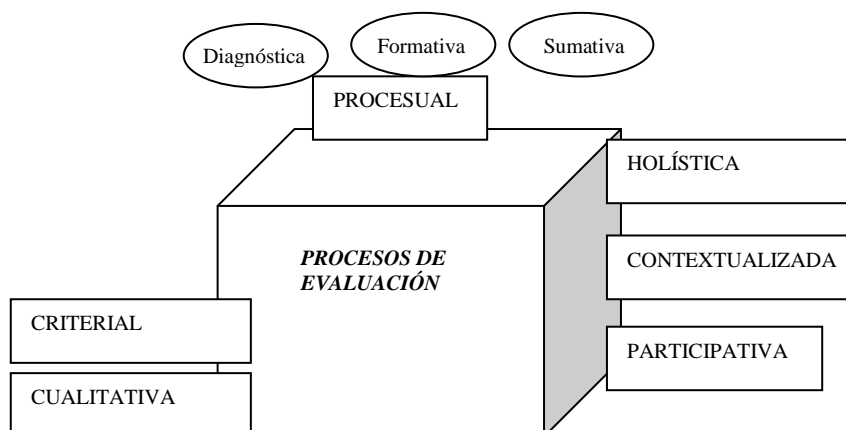 Diagnóstica
Formativa
Sumativa
PROCESUAL
HOLÍSTICA
PROCESOS DE
EVALUACIÓN
CONTEXTUALIZADA
CRITERIAL
PARTICIPATIVA
CUALITATIVA